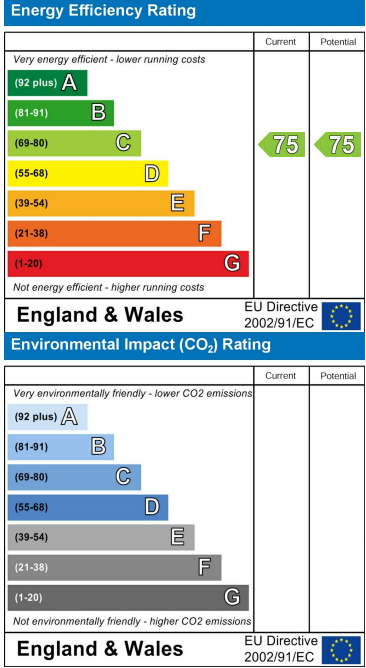 Energy Efficiency Rating
Current Potential
Very energy efficient - lower running costs
(92 plus) A
(81-91) B
(69-80) C 75 75
(55-68) D
(39-54) E
(21-38) F
(1-20) G
Not energy efficient - higher running costs
England & Wales EU Directive
2002/91/EC
Environmental Impact (CO₂) Rating
Current Potential
Very environmentally friendly - lower CO2 emissions
(92 plus) A
(81-91) B
(69-80) C
(55-68) D
(39-54) E
(21-38) F
(1-20) G
Not environmentally friendly - higher CO2 emissions
England & Wales EU Directive
2002/91/EC